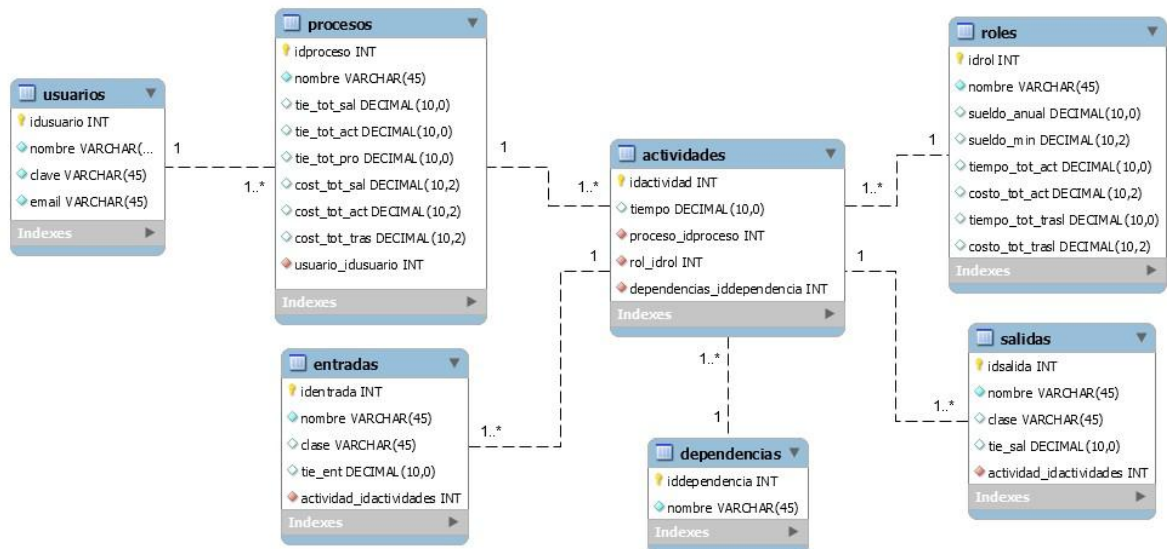 procesos
idproceso INT
nombre VARCHAR(45)
tie_tot_sal DECIMAL(10,0)
tie_tot_act DECIMAL(10,0)
tie_tot_pro DECIMAL(10,0)
cost_tot_sal DECIMAL(10,2)
cost_tot_act DECIMAL(10,2)
cost_tot_tras DECIMAL(10,2)
usuario_idusuario INT
Indexes
usuarios
idusuario INT
nombre VARCHAR(...
clave VARCHAR(45)
email VARCHAR(45)
Indexes
1
1..*
1
1..*
actividades
idactividad INT
tiempo DECIMAL(10,0)
proceso_idproceso INT
rol_idrol INT
dependencias_iddependencia INT
Indexes
1
1..*
roles
idrol INT
nombre VARCHAR(45)
sueldo_anual DECIMAL(10,0)
sueldo_min DECIMAL(10,2)
tiempo_tot_act DECIMAL(10,0)
costo_tot_act DECIMAL(10,2)
tiempo_tot_trasl DECIMAL(10,0)
costo_tot_trasl DECIMAL(10,2)
Indexes
1
1..*
entradas
identrada INT
nombre VARCHAR(45)
clase VARCHAR(45)
tie_ent DECIMAL(10,0)
actividad_idactividades INT
Indexes
1..*
1
dependencias
iddependencia INT
nombre VARCHAR(45)
Indexes
1
1..*
salidas
idsalida INT
nombre VARCHAR(45)
clase VARCHAR(45)
tie_sal DECIMAL(10,0)
actividad_idactividades INT
Indexes